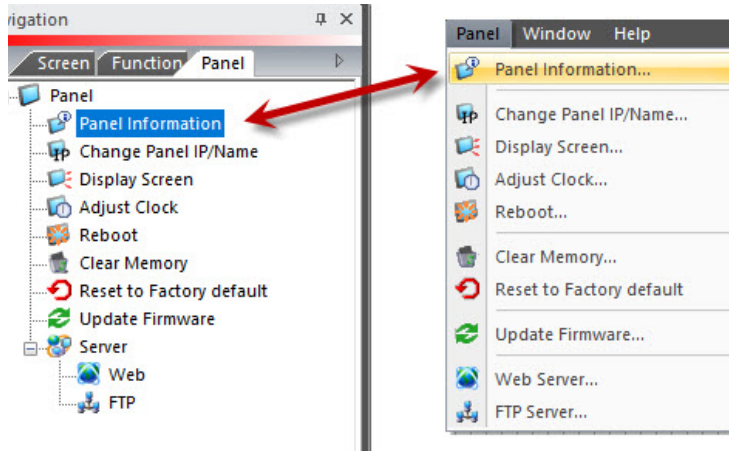 vigation
Screen Function Panel
Panel
Panel Information
IP Change Panel IP/Name
Display Screen
Adjust Clock
Reboot
Clear Memory
Reset to Factory default
Update Firmware
Server
Web
FTP
Panel Window Help
Panel Information...
IP Change Panel IP/Name...
Display Screen...
Adjust Clock...
Reboot...
Clear Memory...
Reset to Factory default
Update Firmware...
Web Server...
FTP Server...